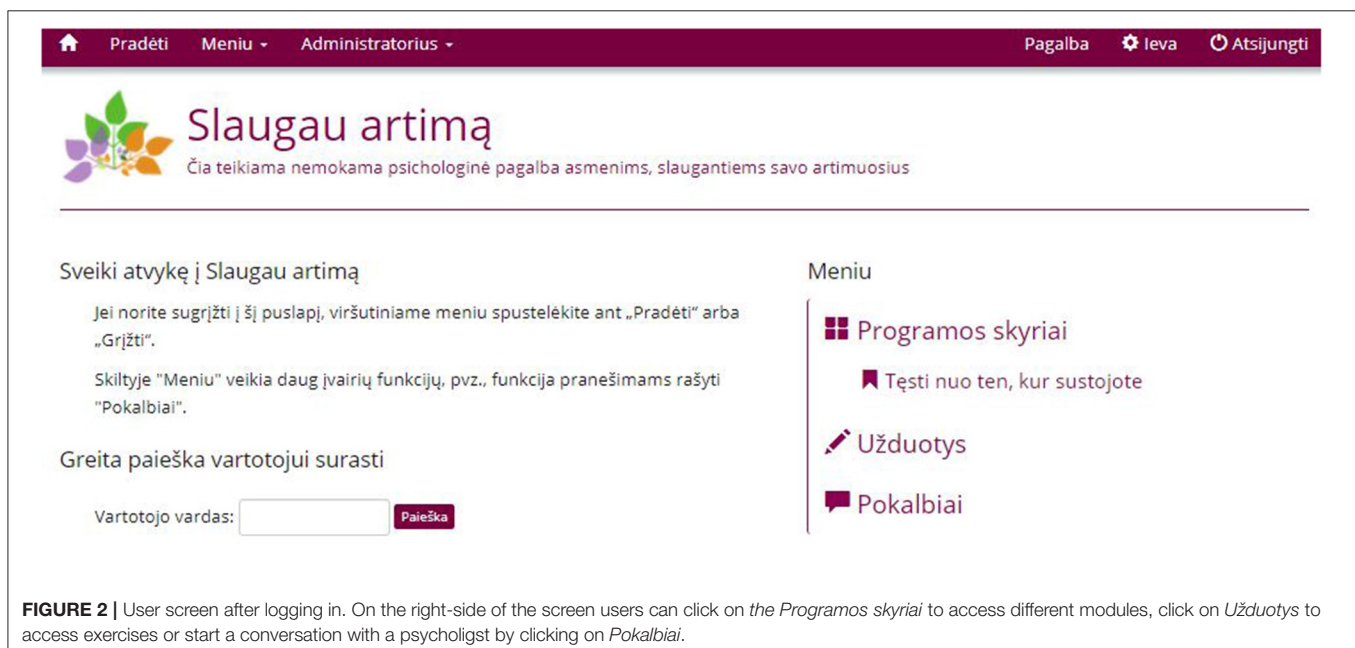 Pradėti Meniu Administratorius Pagalba Ieva Atsijungti
Slaugau artimą
Čia teikiama nemokama psichologinė pagalba asmenims, slaugantiems savo artimuosius
Sveiki atvykę į Slaugau artimą
Jei norite sugrįžti į šį puslapį, viršutiniame meniu spustelėkite ant „Pradėti“ arba
„Grįžti“.
Skiltyje "Meniu" veikia daug įvairių funkcijų, pvz., funkcija pranešimams rašyti
"Pokalbiai".
Greita paieška vartotojui surasti
Vartotojo vardas: Paieška
Meniu
Programos skyriai
Tęsti nuo ten, kur sustojote
Užduotys
Pokalbiai
FIGURE 2 | User screen after logging in. On the right-side of the screen users can click on the Programos skyriai to access different modules, click on Užduotys to
access exercises or start a conversation with a psycholigst by clicking on Pokalbiai.